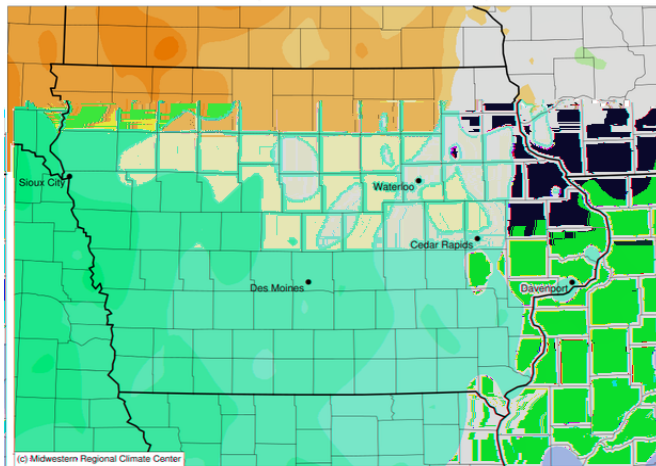 Sioux City
Waterloo
Cedar Rapids
Des Moines
Davenport
(c) Midwestern Regional Climate Center